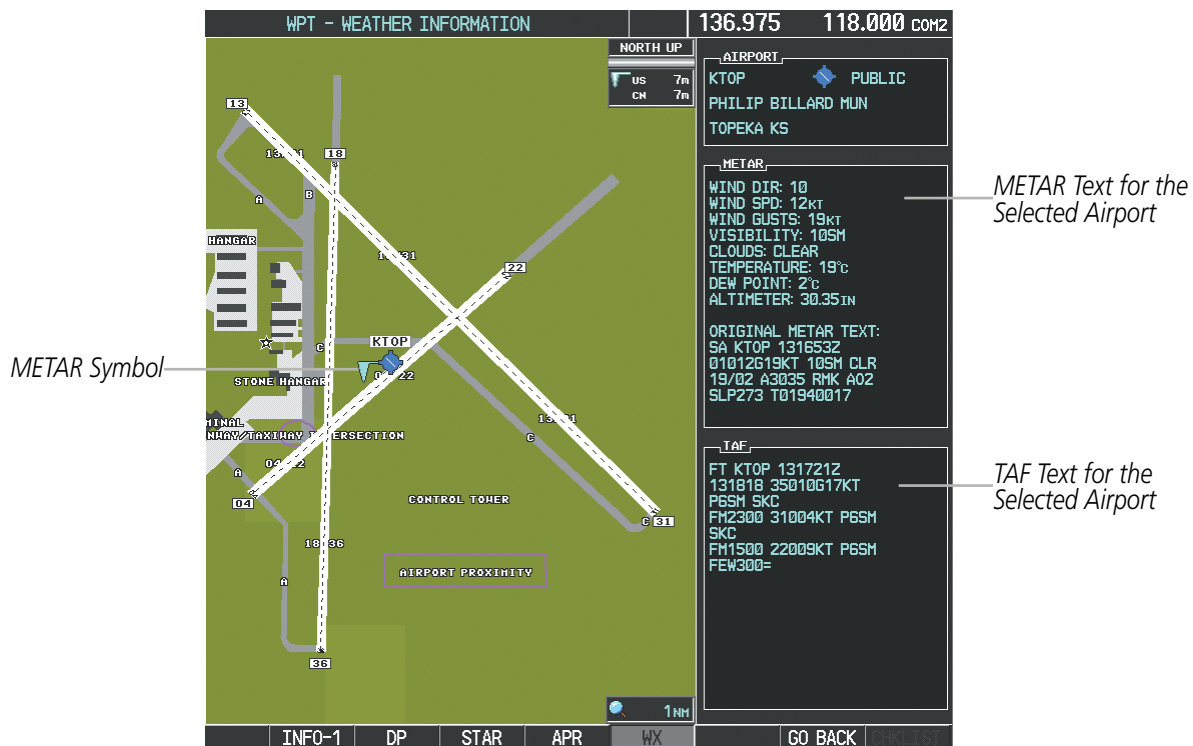 WPT - WEATHER INFORMATION
136.975 118.000 COM2
NORTH UP
US 7m
CN 7m
AIRPORT
KTOP PUBLIC
PHILIP BILLARD MUN
TOPEKA KS
METAR
WIND DIR: 10
WIND SPD: 12KT
WIND GUSTS: 19KT
VISIBILITY: 10SM
CLOUDS: CLEAR
TEMPERATURE: 19°C
DEW POINT: 2°C
ALTIMETER: 30.35IN
ORIGINAL METAR TEXT:
SA KTOP 131653Z
01012G19KT 10SM CLR
19/02 A3035 RMK AO2
SLP273 T01940017
TAF
FT KTOP 131721Z
131818 35010G17KT
P6SM SKC
FM2300 31004KT P6SM
SKC
FM1500 22009KT P6SM
FEW300=
METAR Text for the
Selected Airport
TAF Text for the
Selected Airport
METAR Symbol
13
18
B
A
HANGAR
22
C
KTOP
STONE HANGAR
MINAL
NWAY/TAXIWAY ERSECTION
A
04
CONTROL TOWER
C
C 31
18 36
AIRPORT PROXIMITY
A
36
1NM
INFO-1 DP STAR APR WX GO BACK CHKLIST